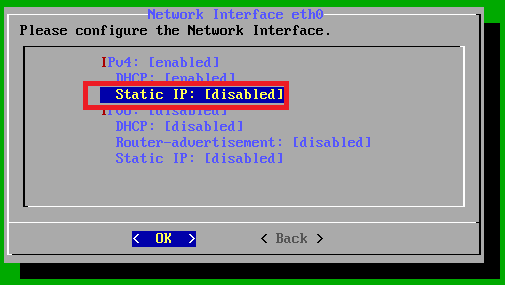 Network Interface eth0
Please configure the Network Interface.
IPv4: [enabled]
DHCP: [enabled]
Static IP: [disabled]
IPv6: [disabled]
DHCP: [disabled]
Router-advertisement: [disabled]
Static IP: [disabled]
< OK > < Back >